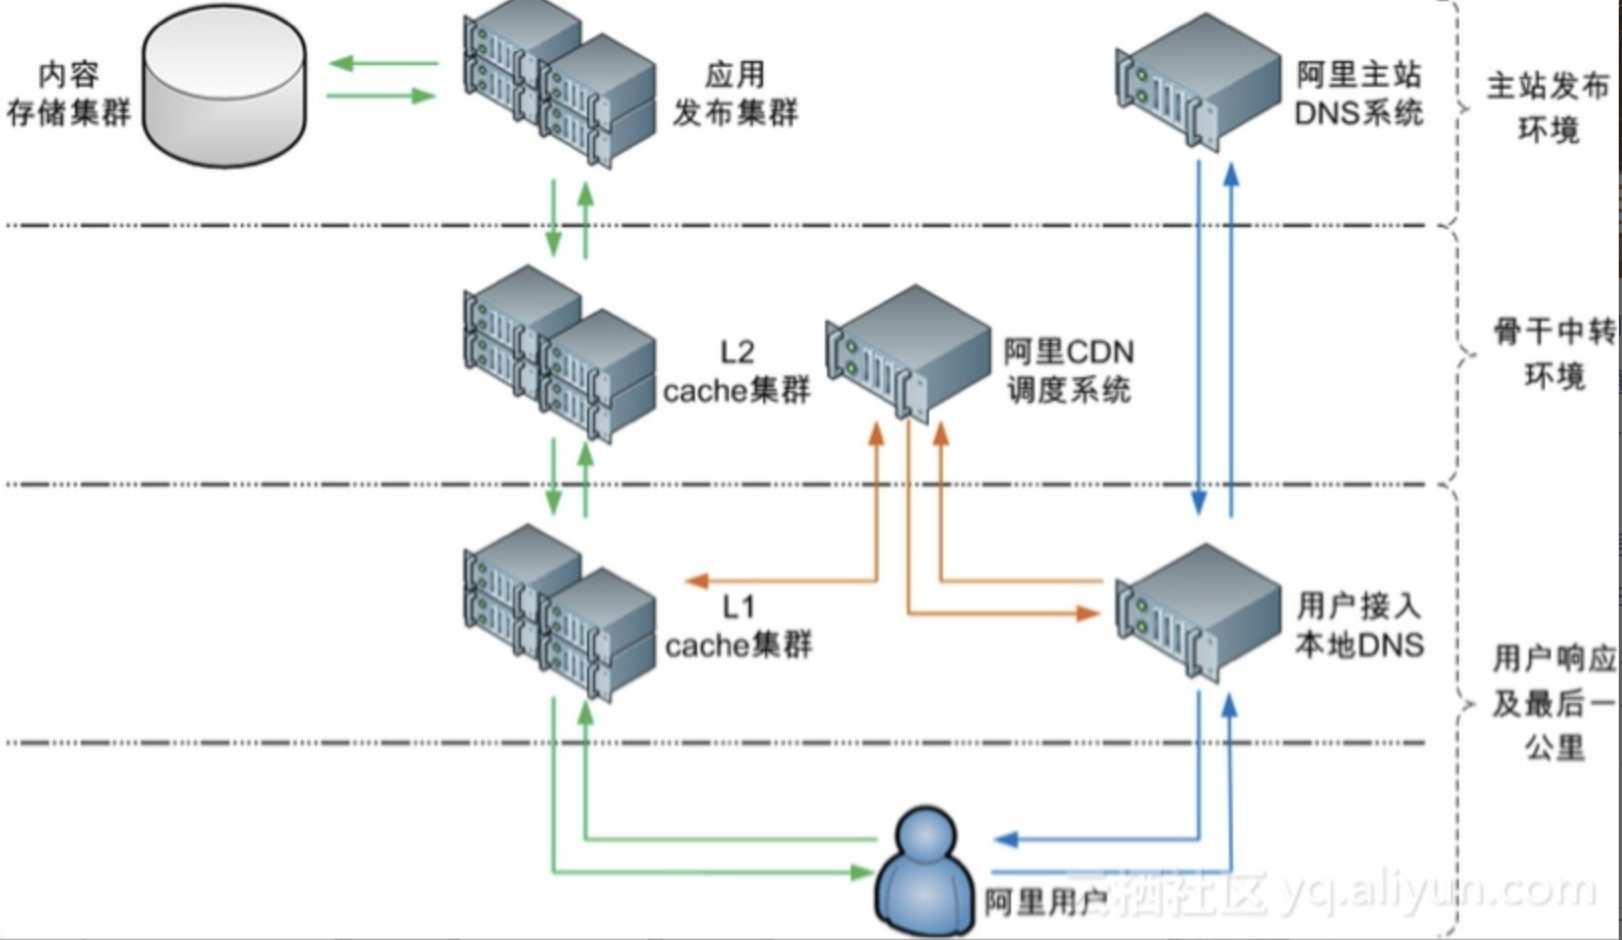 内容
存储集群
应用
发布集群
阿里主站
DNS系统
主站发布
环境
L2
cache集群
阿里CDN
调度系统
骨干中转
环境
L1
cache集群
用户接入
本地DNS
用户响应
及最后一
公里
阿里用户
云栖社区 yq.aliyun.com